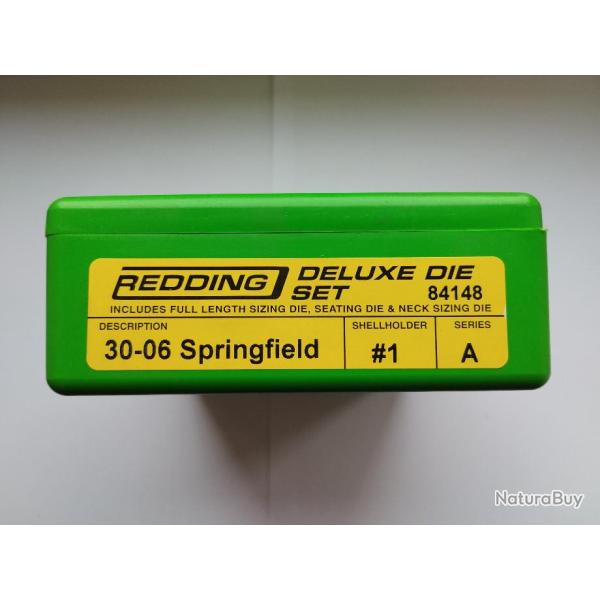 REDDING DELUXE DIE
SET 84148
INCLUDES FULL LENGTH SIZING DIE, SEATING DIE & NECK SIZING DIE
DESCRIPTION SHELLHOLDER SERIES
30-06 Springfield #1 A
NaturaBuy